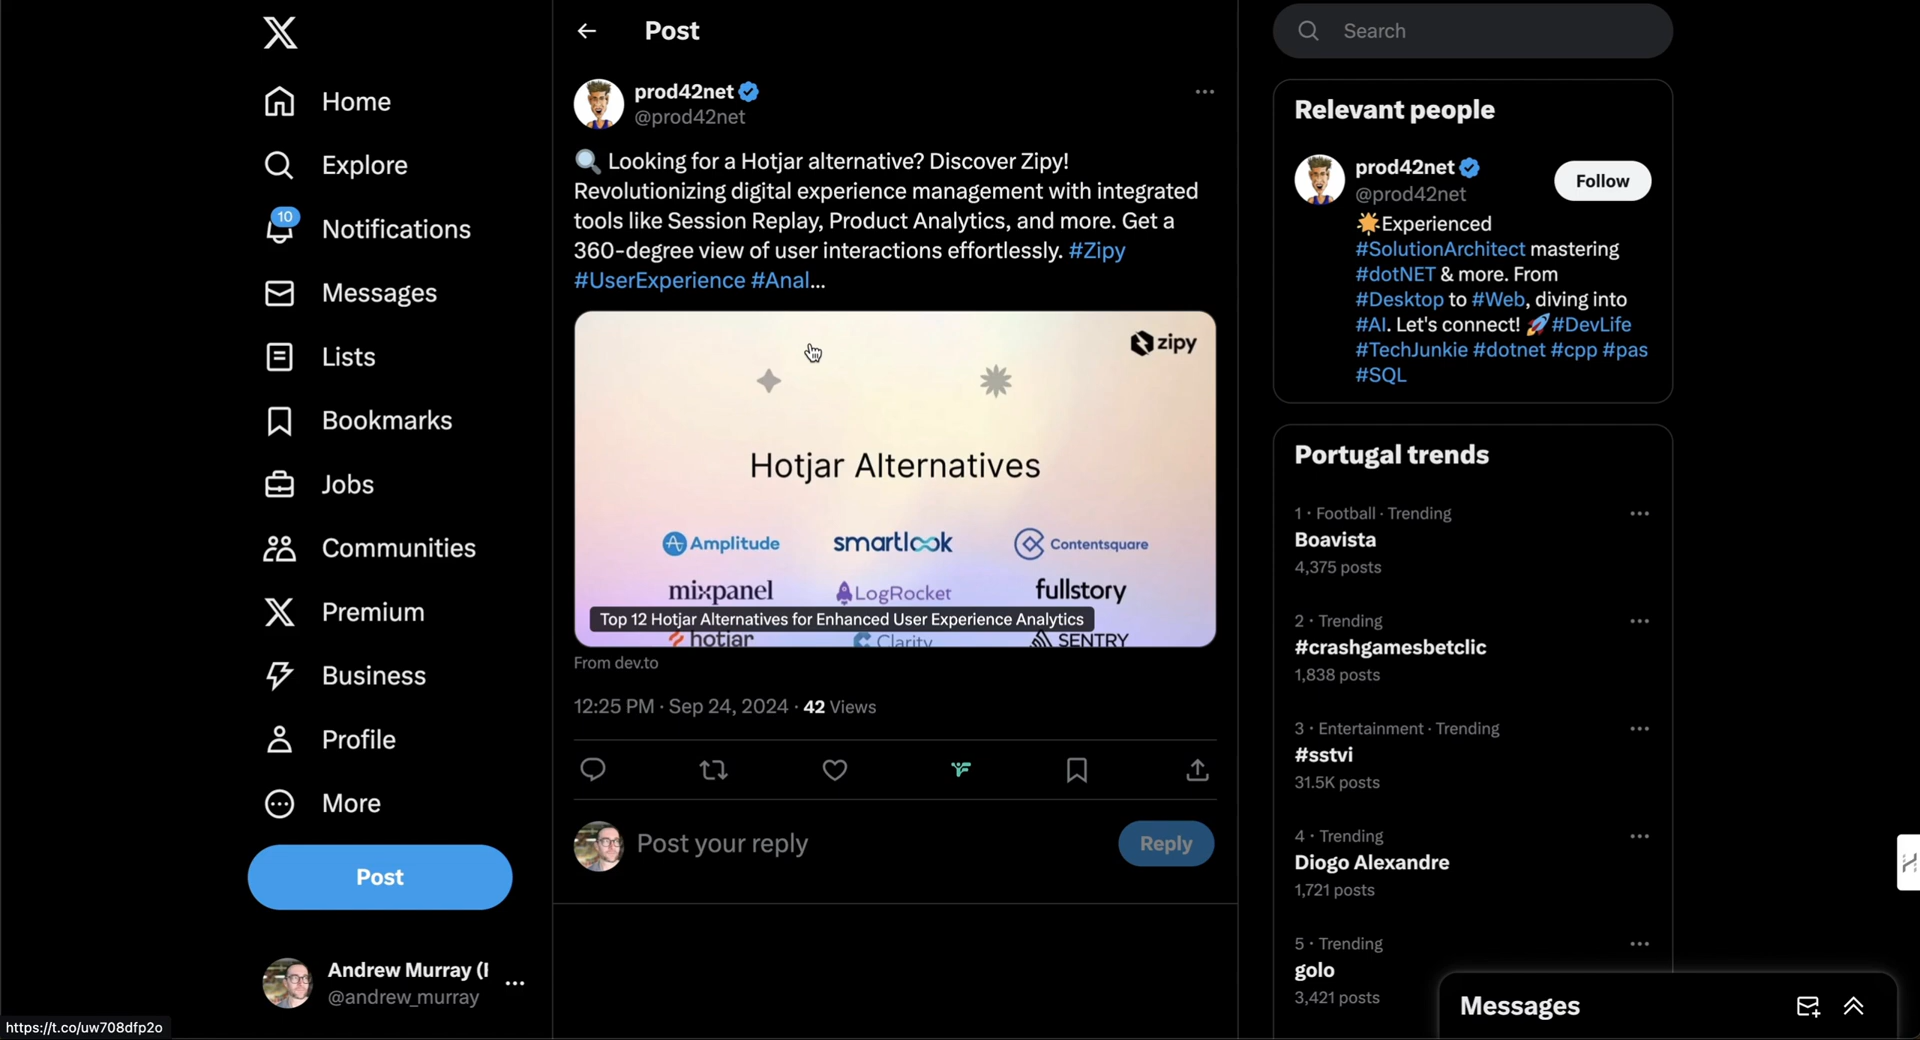 Home
Explore
10
Notifications
Messages
Lists
Bookmarks
Jobs
Communities
Premium
Business
Profile
More
Post
Andrew Murray (
@andrew_murray
https://t.co/uw708dfp2o
Post
prod42net
@prod42net
Looking for a Hotjar alternative? Discover Zipy!
Revolutionizing digital experience management with integrated
tools like Session Replay, Product Analytics, and more. Get a
360-degree view of user interactions effortlessly. #Zipy
#UserExperience #Anal...
zipy
Hotjar Alternatives
Amplitude smartlook Contentsquare
mixpanel LogRocket fullstory
Top 12 Hotjar Alternatives for Enhanced User Experience Analytics
hotjar Clarity SENTRY
From dev.to
12:25 PM · Sep 24, 2024 · 42 Views
Post your reply
Reply
Search
Relevant people
prod42net
@prod42net
Follow
Experienced
#SolutionArchitect mastering
#dotNET & more. From
#Desktop to #Web, diving into
#AI. Let's connect! #DevLife
#TechJunkie #dotnet #cpp #pas
#SQL
Portugal trends
1 · Football · Trending
Boavista
4,375 posts
2 · Trending
#crashgamesbetclic
1,838 posts
3 · Entertainment · Trending
#sstvi
31.5K posts
4 · Trending
Diogo Alexandre
1,721 posts
5 · Trending
golo
3,421 posts
Messages